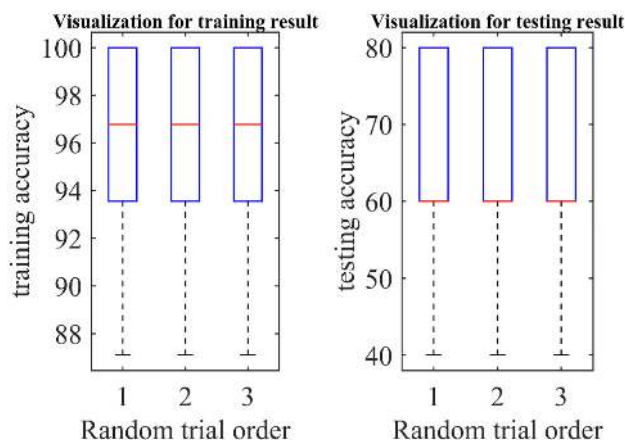 Visualization for training result
100
98
96
94
92
90
88
training accuracy
1 2 3
Random trial order
Visualization for testing result
80
70
60
50
40
testing accuracy
1 2 3
Random trial order